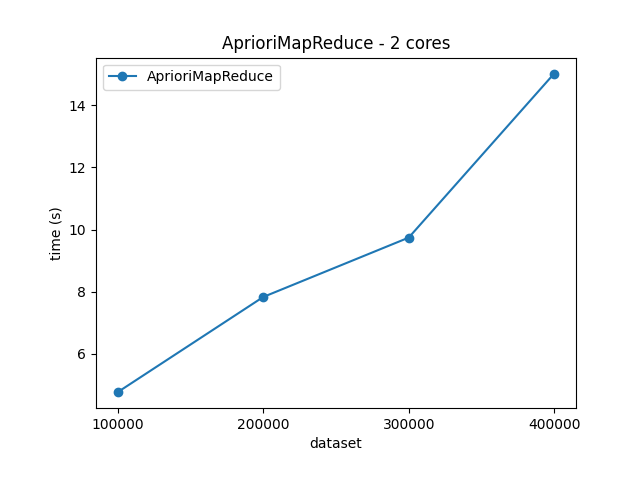 AprioriMapReduce - 2 cores
AprioriMapReduce
14
12
10
8
6
time (s)
100000
200000
300000
400000
dataset